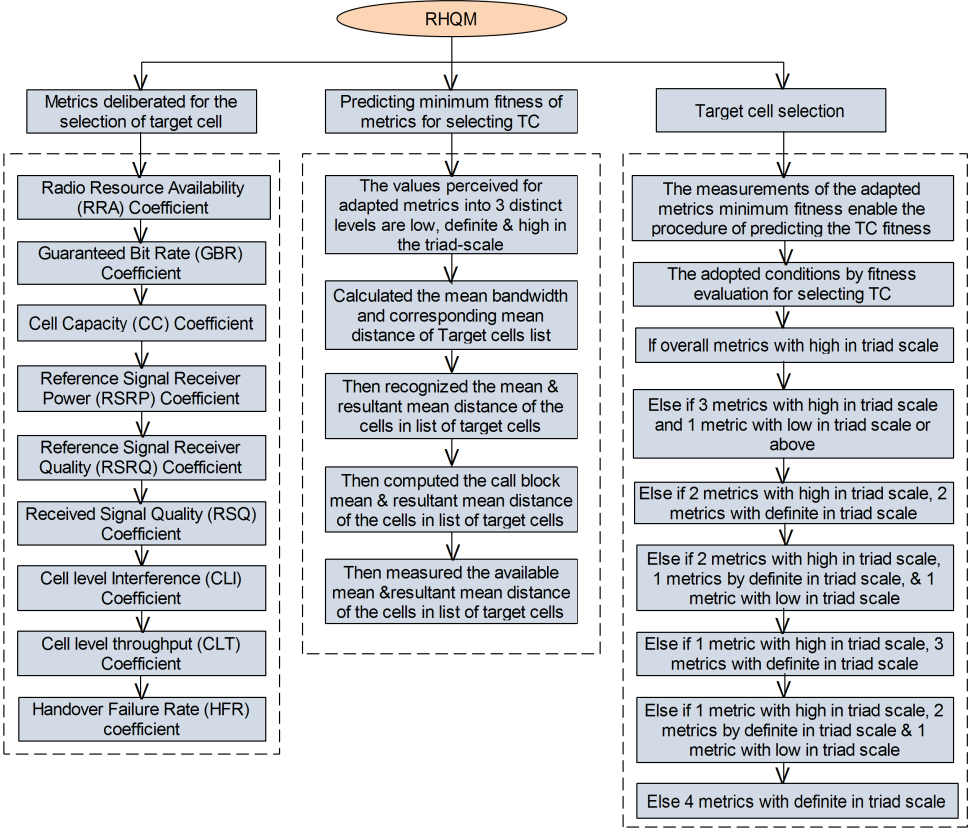 RHQM
Metrics deliberated for the
selection of target cell
Radio Resource Availability
(RRA) Coefficient
Guaranteed Bit Rate (GBR)
Coefficient
Cell Capacity (CC) Coefficient
Reference Signal Receiver
Power (RSRP) Coefficient
Reference Signal Receiver
Quality (RSRQ) Coefficient
Received Signal Quality (RSQ)
Coefficient
Cell level Interference (CLI)
Coefficient
Cell level throughput (CLT)
Coefficient
Handover Failure Rate (HFR)
coefficient
Predicting minimum fitness of
metrics for selecting TC
The values perceived for
adapted metrics into 3 distinct
levels are low, definite & high in
the triad-scale
Calculated the mean bandwidth
and corresponding mean
distance of Target cells list
Then recognized the mean &
resultant mean distance of the
cells in list of target cells
Then computed the call block
mean & resultant mean distance
of the cells in list of target cells
Then measured the available
mean &resultant mean distance
of the cells in list of target cells
Target cell selection
The measurements of the adapted
metrics minimum fitness enable the
procedure of predicting the TC fitness
The adopted conditions by fitness
evaluation for selecting TC
If overall metrics with high in triad scale
Else if 3 metrics with high in triad scale
and 1 metric with low in triad scale or
above
Else if 2 metrics with high in triad scale, 2
metrics with definite in triad scale
Else if 2 metrics with high in triad scale,
1 metrics by definite in triad scale, & 1
metric with low in triad scale
Else if 1 metric with high in triad scale, 3
metrics with definite in triad scale
Else if 1 metric with high in triad scale, 2
metrics by definite in triad scale & 1
metric with low in triad scale
Else 4 metrics with definite in triad scale